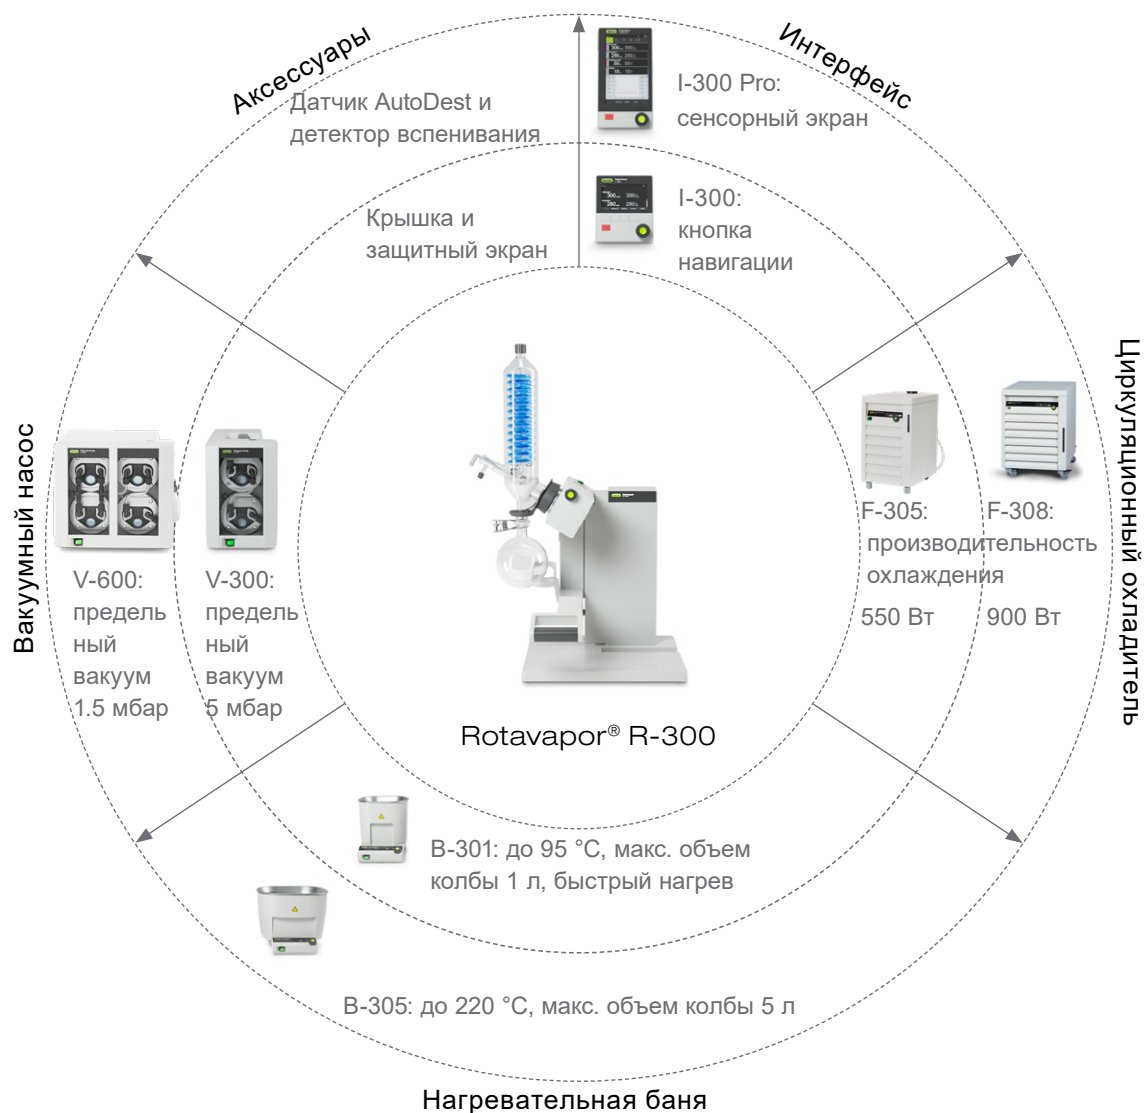 Аксессуары
Датчик AutoDest и
детектор вспенивания
Крышка и
защитный экран
Интерфейс
I-300 Pro:
сенсорный экран
I-300:
кнопка
навигации
Циркуляционный охладитель
F-305:
F-308:
производительность
охлаждения
550 Вт
900 Вт
Вакуумный насос
V-600:
предель
ный
вакуум
1.5 мбар
V-300:
предель
ный
вакуум
5 мбар
Rotavapor® R-300
B-301: до 95 °C, макс. объем
колбы 1 л, быстрый нагрев
B-305: до 220 °C, макс. объем колбы 5 л
Нагревательная баня